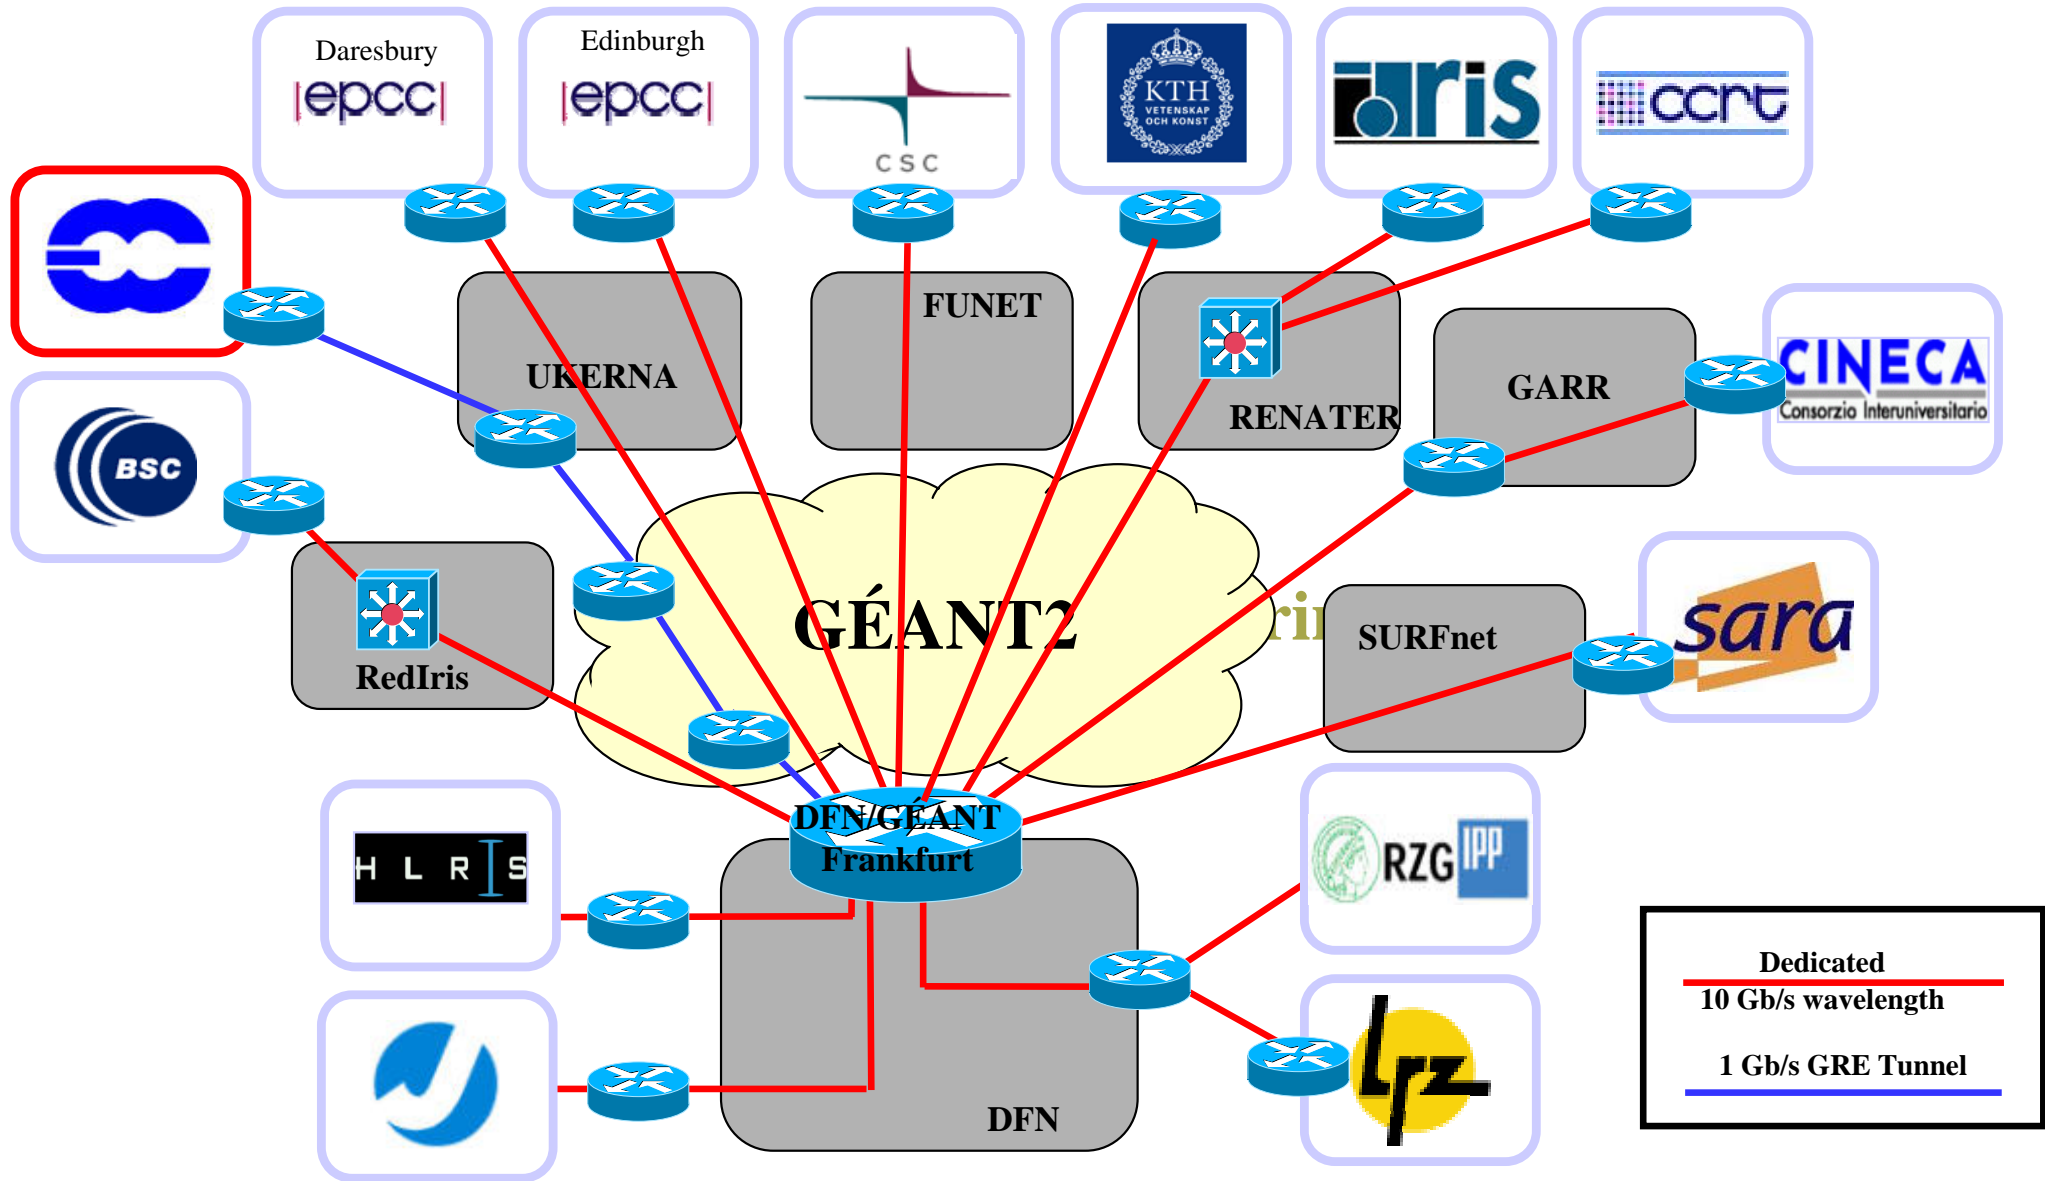 Daresbury
|epcc|
Edinburgh
|epcc|
CSC
KTH
VETENSKAP
OCH KONST
idris
ccrt
FUNET
UKERNA
RENATER
GARR
CINECA
Consorzio Interuniversitario
BSC
GÉANT2
SURFnet
sara
RedIris
DFN/GÉANT
Frankfurt
HLRS
RZG IPP
lrz
DFN
Dedicated
10 Gb/s wavelength
1 Gb/s GRE Tunnel